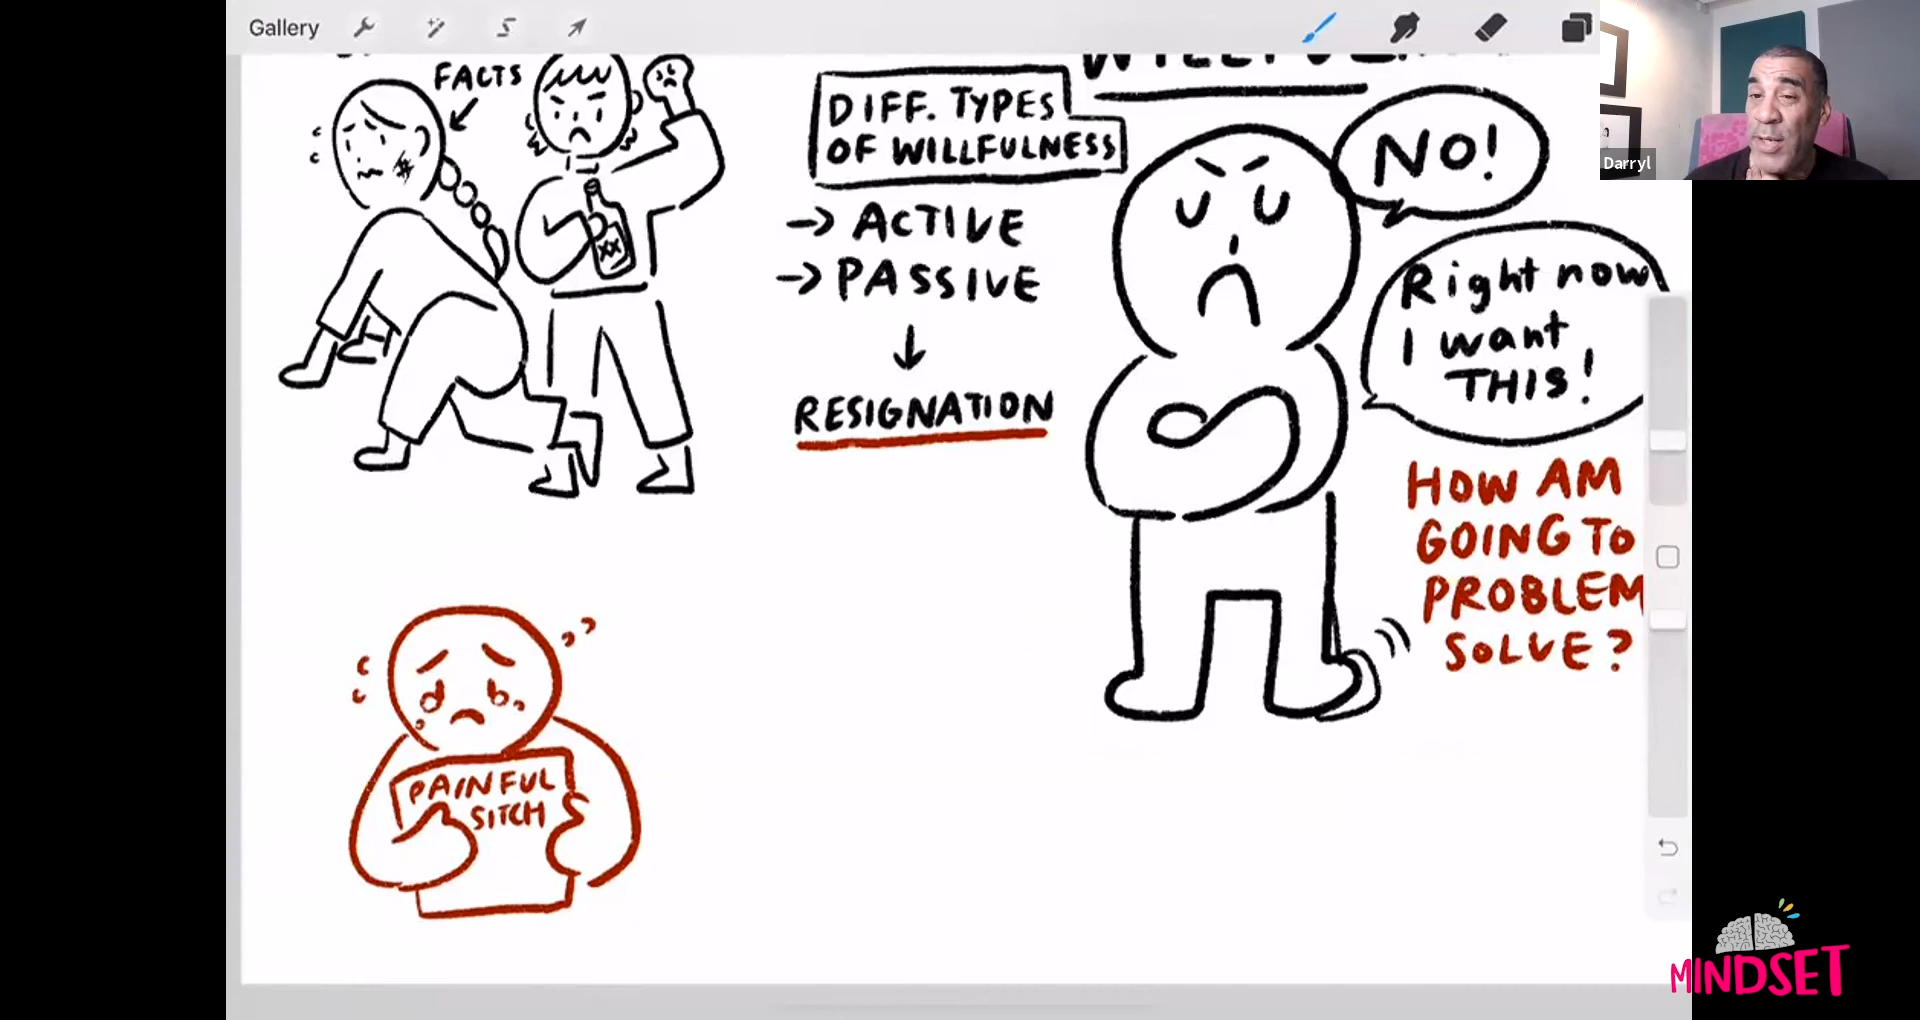 Gallery
FACTS
DIFF. TYPES
OF WILLFULNESS
→ ACTIVE
→ PASSIVE
↓
RESIGNATION
NO!
Right now
I want
THIS!
HOW AM
GOING TO
PROBLEM
SOLVE?
XX
PAINFUL
SITCH
Darryl
MINDSET